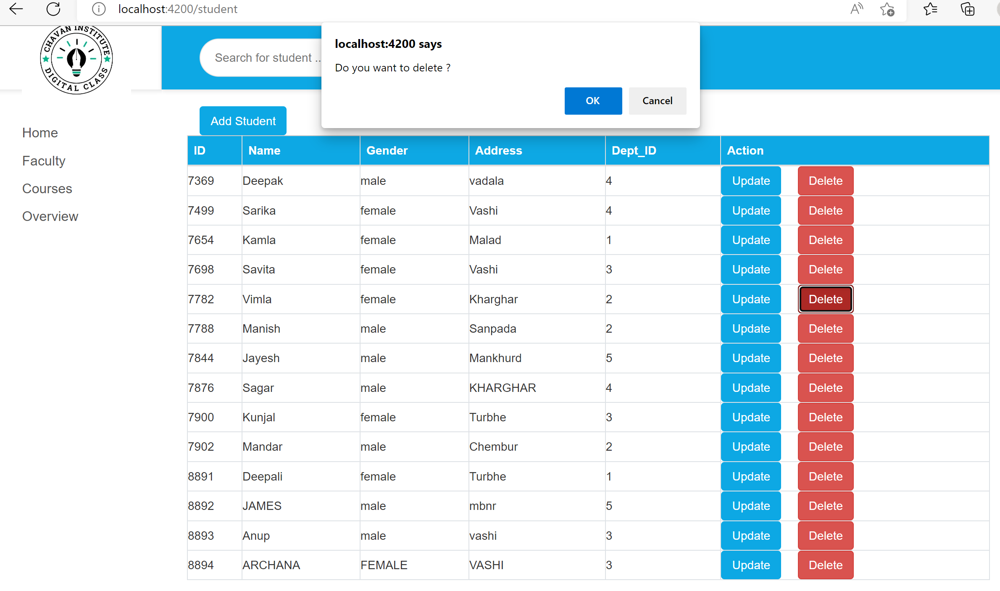 localhost:4200/student
CHAVAN INSTITUTE
DIGITAL CLASS
Search for student ..
localhost:4200 says
Do you want to delete ?
OK Cancel
Home
Faculty
Courses
Overview
Add Student
ID Name Gender Address Dept_ID Action
7369 Deepak male vadala 4 Update Delete
7499 Sarika female Vashi 4 Update Delete
7654 Kamla female Malad 1 Update Delete
7698 Savita female Vashi 3 Update Delete
7782 Vimla female Kharghar 2 Update Delete
7788 Manish male Sanpada 2 Update Delete
7844 Jayesh male Mankhurd 5 Update Delete
7876 Sagar male KHARGHAR 4 Update Delete
7900 Kunjal female Turbhe 3 Update Delete
7902 Mandar male Chembur 2 Update Delete
8891 Deepali female Turbhe 1 Update Delete
8892 JAMES male mbnr 5 Update Delete
8893 Anup male vashi 3 Update Delete
8894 ARCHANA FEMALE VASHI 3 Update Delete